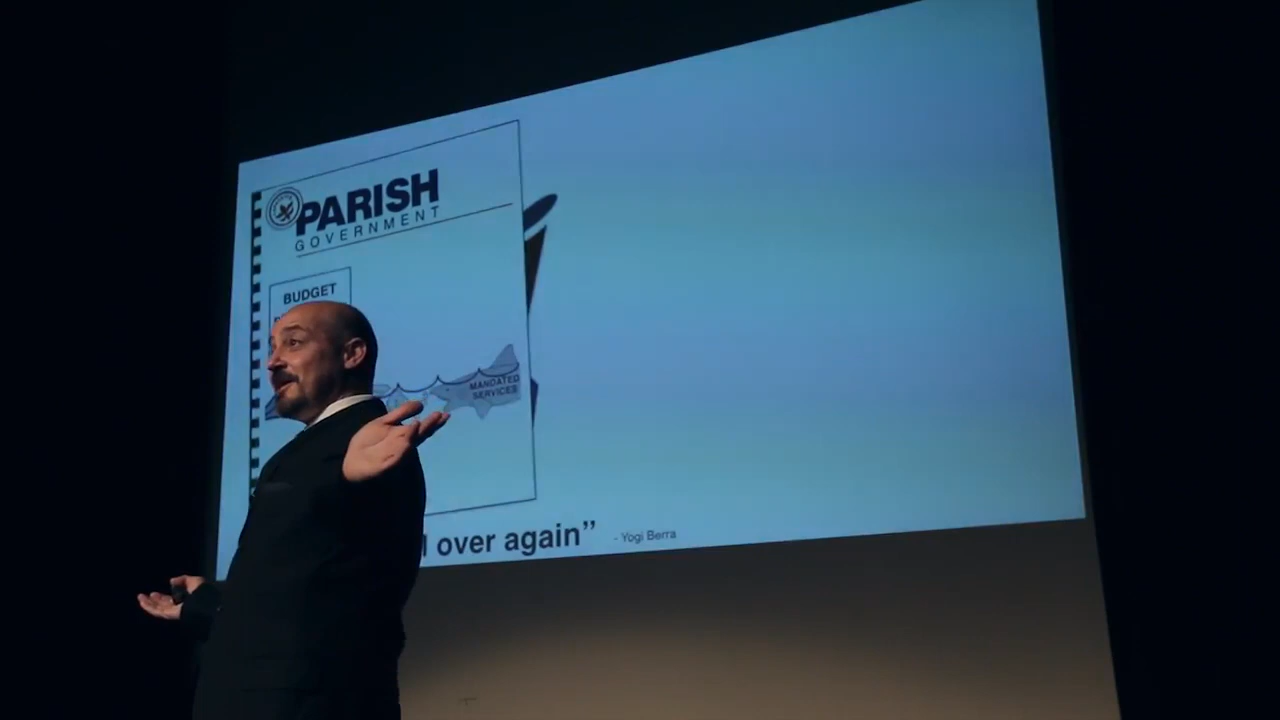 PARISH
GOVERNMENT
BUDGET
MANDATED
SERVICES
over again”
- Yogi Berra